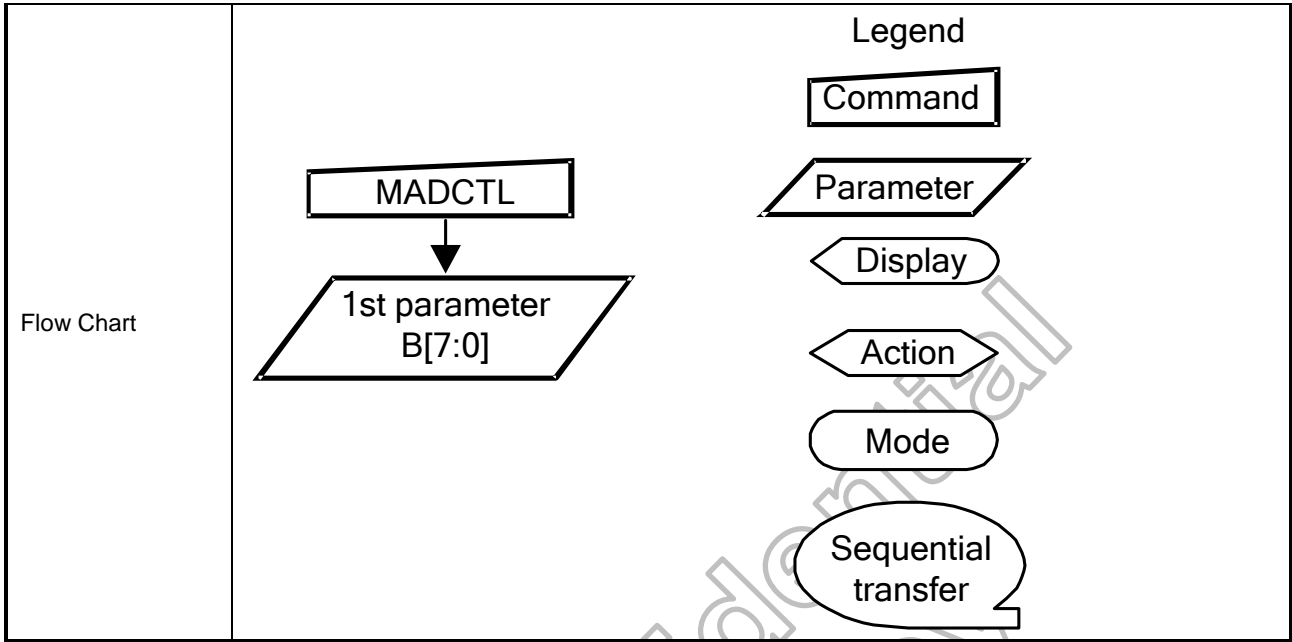 Flow Chart
MADCTL
1st parameter
B[7:0]
Legend
Command
Parameter
Display
Action
Mode
Sequential
transfer